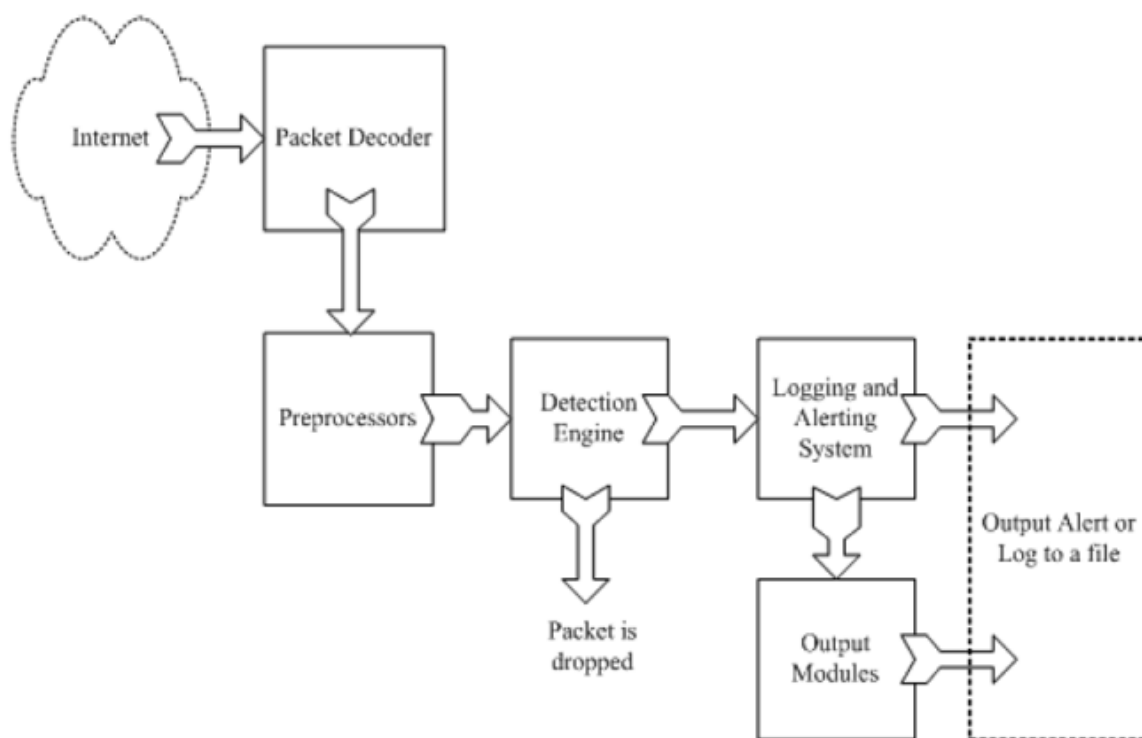 Internet
Packet Decoder
Preprocessors
Detection
Engine
Logging and
Alerting
System
Output Alert or
Log to a file
Packet is
dropped
Output
Modules